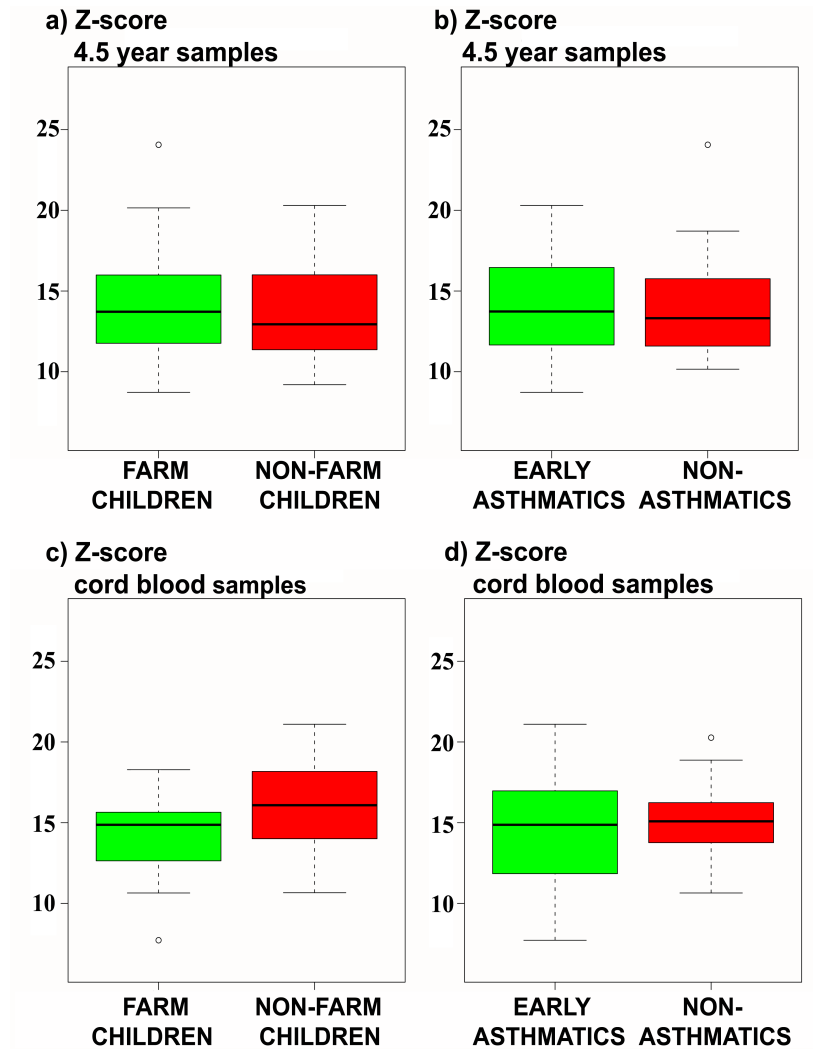 a) Z-score
4.5 year samples
25
20
15
10
FARM CHILDREN
NON-FARM CHILDREN
b) Z-score
4.5 year samples
25
20
15
10
EARLY ASTHMATICS
NON-ASTHMATICS
c) Z-score
cord blood samples
25
20
15
10
FARM CHILDREN
NON-FARM CHILDREN
d) Z-score
cord blood samples
25
20
15
10
EARLY ASTHMATICS
NON-ASTHMATICS